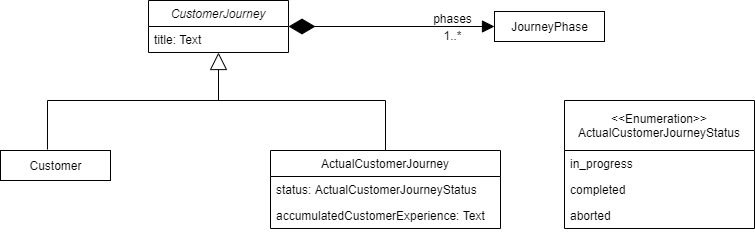 CustomerJourney
title: Text
phases
1..*
JourneyPhase
Customer
ActualCustomerJourney
status: ActualCustomerJourneyStatus
accumulatedCustomerExperience: Text
<<Enumeration>>
ActualCustomerJourneyStatus
in_progress
completed
aborted